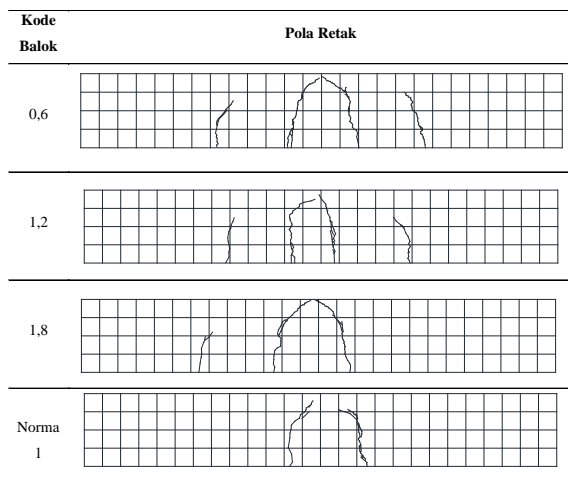 Kode
Balok
Pola Retak
0,6
1,2
1,8
Norma
l